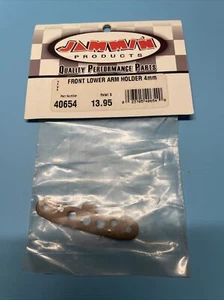 JAMMIN
PRODUCTS
QUALITY PERFORMANCE PARTS
FRONT LOWER ARM HOLDER 4mm
40654 13.95